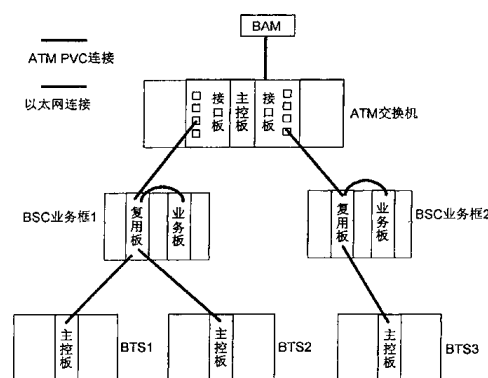 BAM
ATM PVC连接
以太网连接
接口板
主控板
接口板
ATM交换机
BSC业务框1
复用板
业务板
复用板
业务板
BSC业务框2
主控板
BTS1
主控板
BTS2
主控板
BTS3